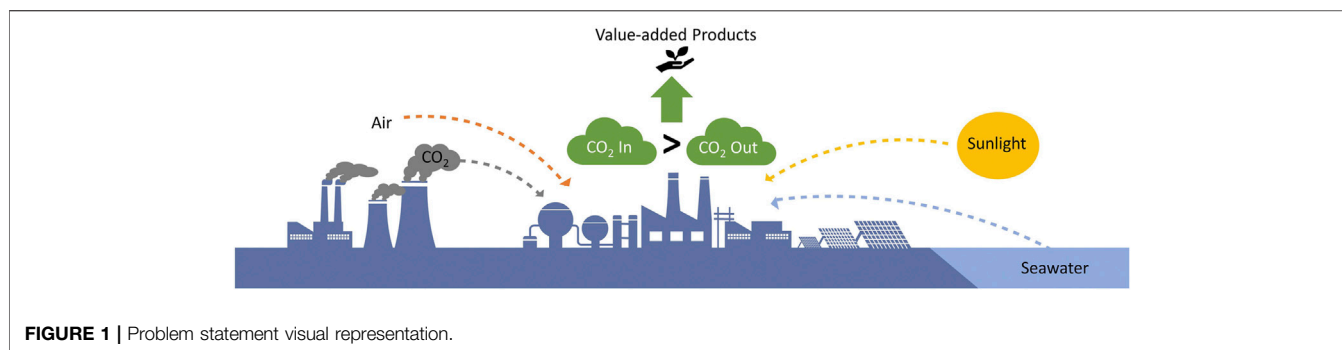 Value-added Products
Air
CO₂ In > CO₂ Out
CO₂
Sunlight
Seawater
FIGURE 1 | Problem statement visual representation.